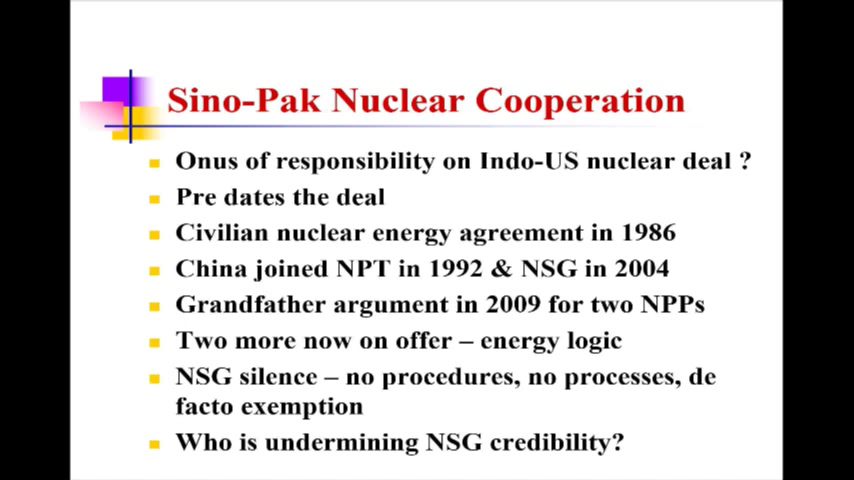 Sino-Pak Nuclear Cooperation
Onus of responsibility on Indo-US nuclear deal ?
Pre dates the deal
Civilian nuclear energy agreement in 1986
China joined NPT in 1992 & NSG in 2004
Grandfather argument in 2009 for two NPPs
Two more now on offer – energy logic
NSG silence – no procedures, no processes, de
facto exemption
Who is undermining NSG credibility?